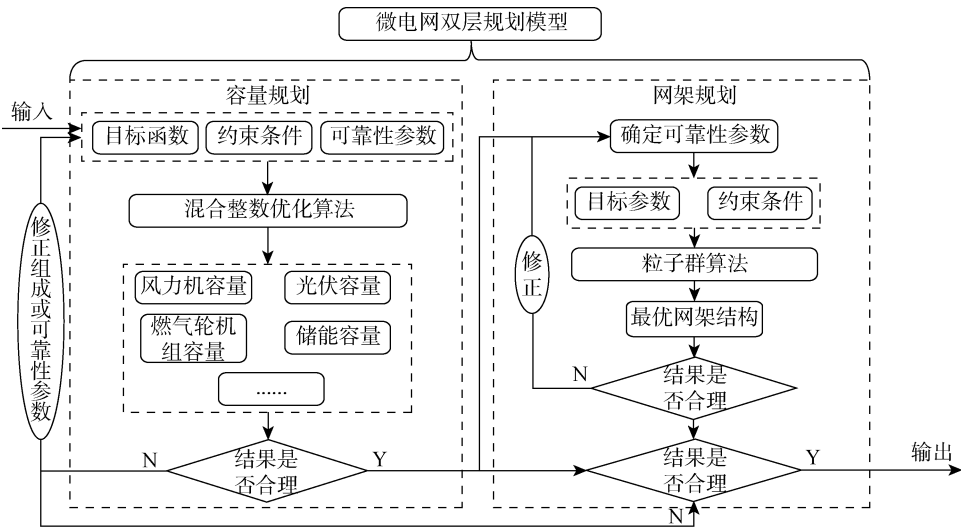 微电网双层规划模型
容量规划
输入
目标函数
约束条件
可靠性参数
混合整数优化算法
风力机容量
光伏容量
燃气轮机
组容量
储能容量
......
结果是
否合理
N
Y
修正组成或可靠性参数
网架规划
确定可靠性参数
目标参数
约束条件
粒子群算法
最优网架结构
修正
结果是
否合理
N
结果是
否合理
Y
N
输出